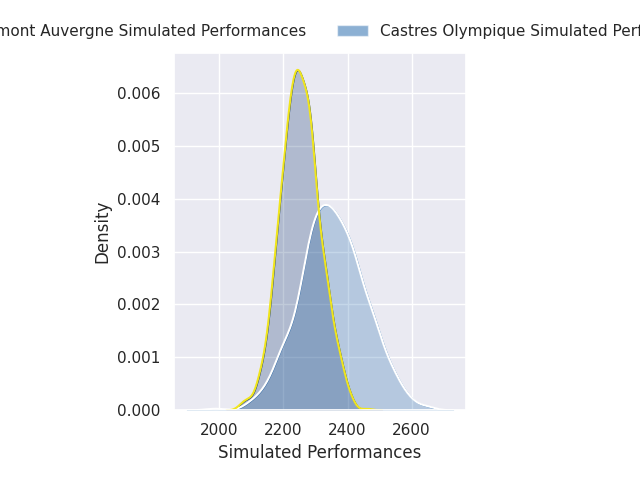 mont Auvergne Simulated Performances
Castres Olympique Simulated Perf
0.006
0.005
0.004
0.003
0.002
0.001
0.000
Density
2000 2200 2400 2600
Simulated Performances